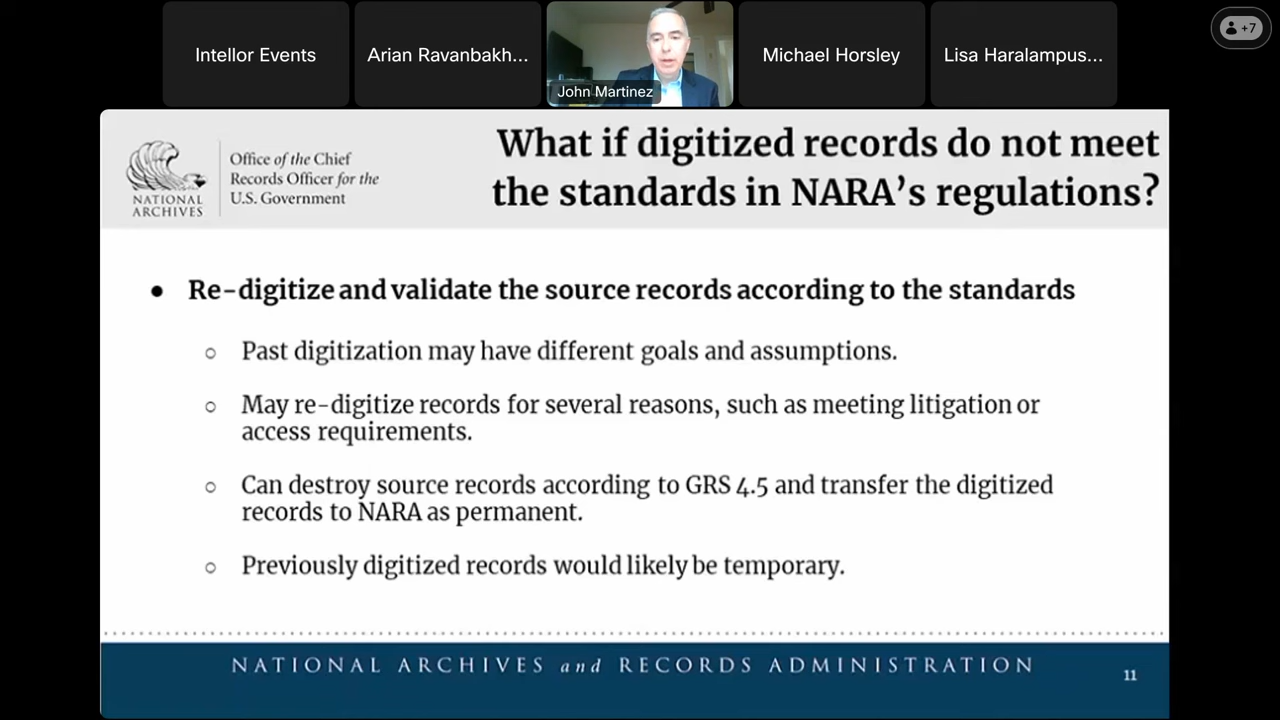 Intellor Events
Arian Ravanbakh...
John Martinez
Michael Horsley
Lisa Haralampus...
+7
NATIONAL
ARCHIVES
Office of the Chief
Records Officer for the
U.S. Government
What if digitized records do not meet
the standards in NARA’s regulations?
● Re-digitize and validate the source records according to the standards
○ Past digitization may have different goals and assumptions.
○ May re-digitize records for several reasons, such as meeting litigation or
access requirements.
○ Can destroy source records according to GRS 4.5 and transfer the digitized
records to NARA as permanent.
○ Previously digitized records would likely be temporary.
NATIONAL ARCHIVES and RECORDS ADMINISTRATION
11